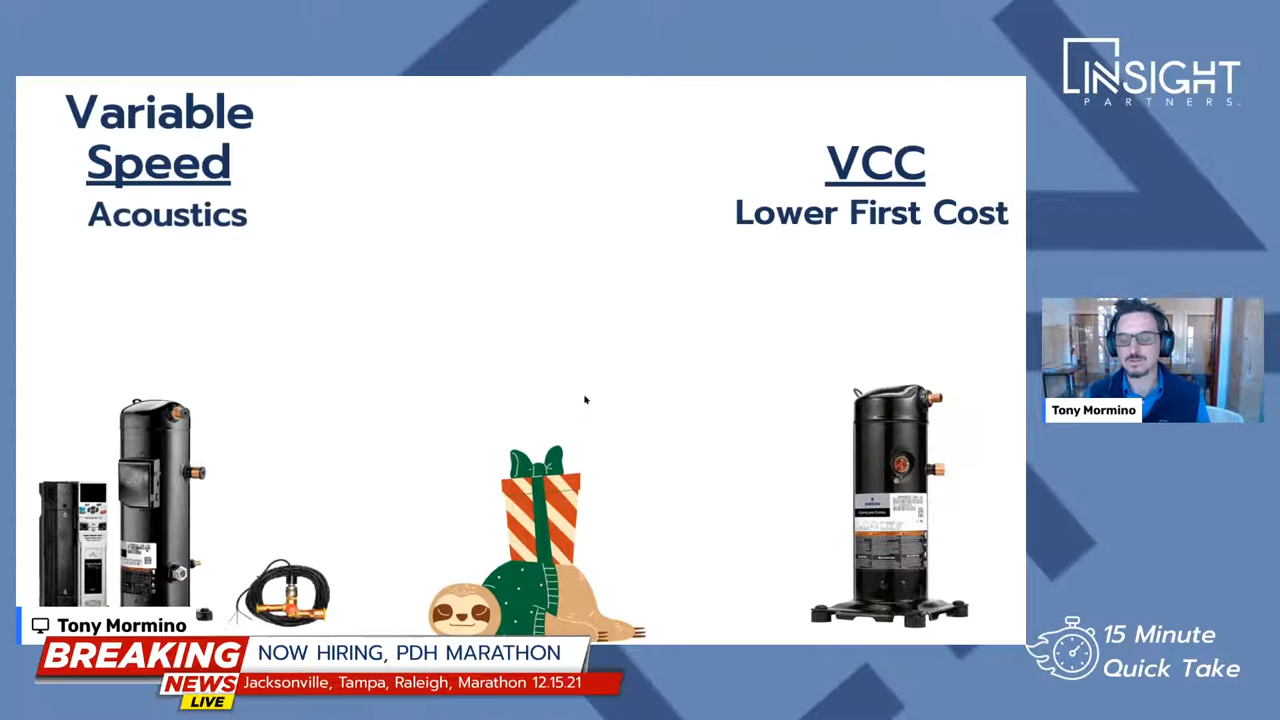 INSIGHT
PARTNERS
Variable
Speed
Acoustics
VCC
Lower First Cost
Tony Mormino
Tony Mormino
BREAKING
NEWS
LIVE
NOW HIRING, PDH MARATHON
Jacksonville, Tampa, Raleigh, Marathon 12.15.21
15 Minute
Quick Take